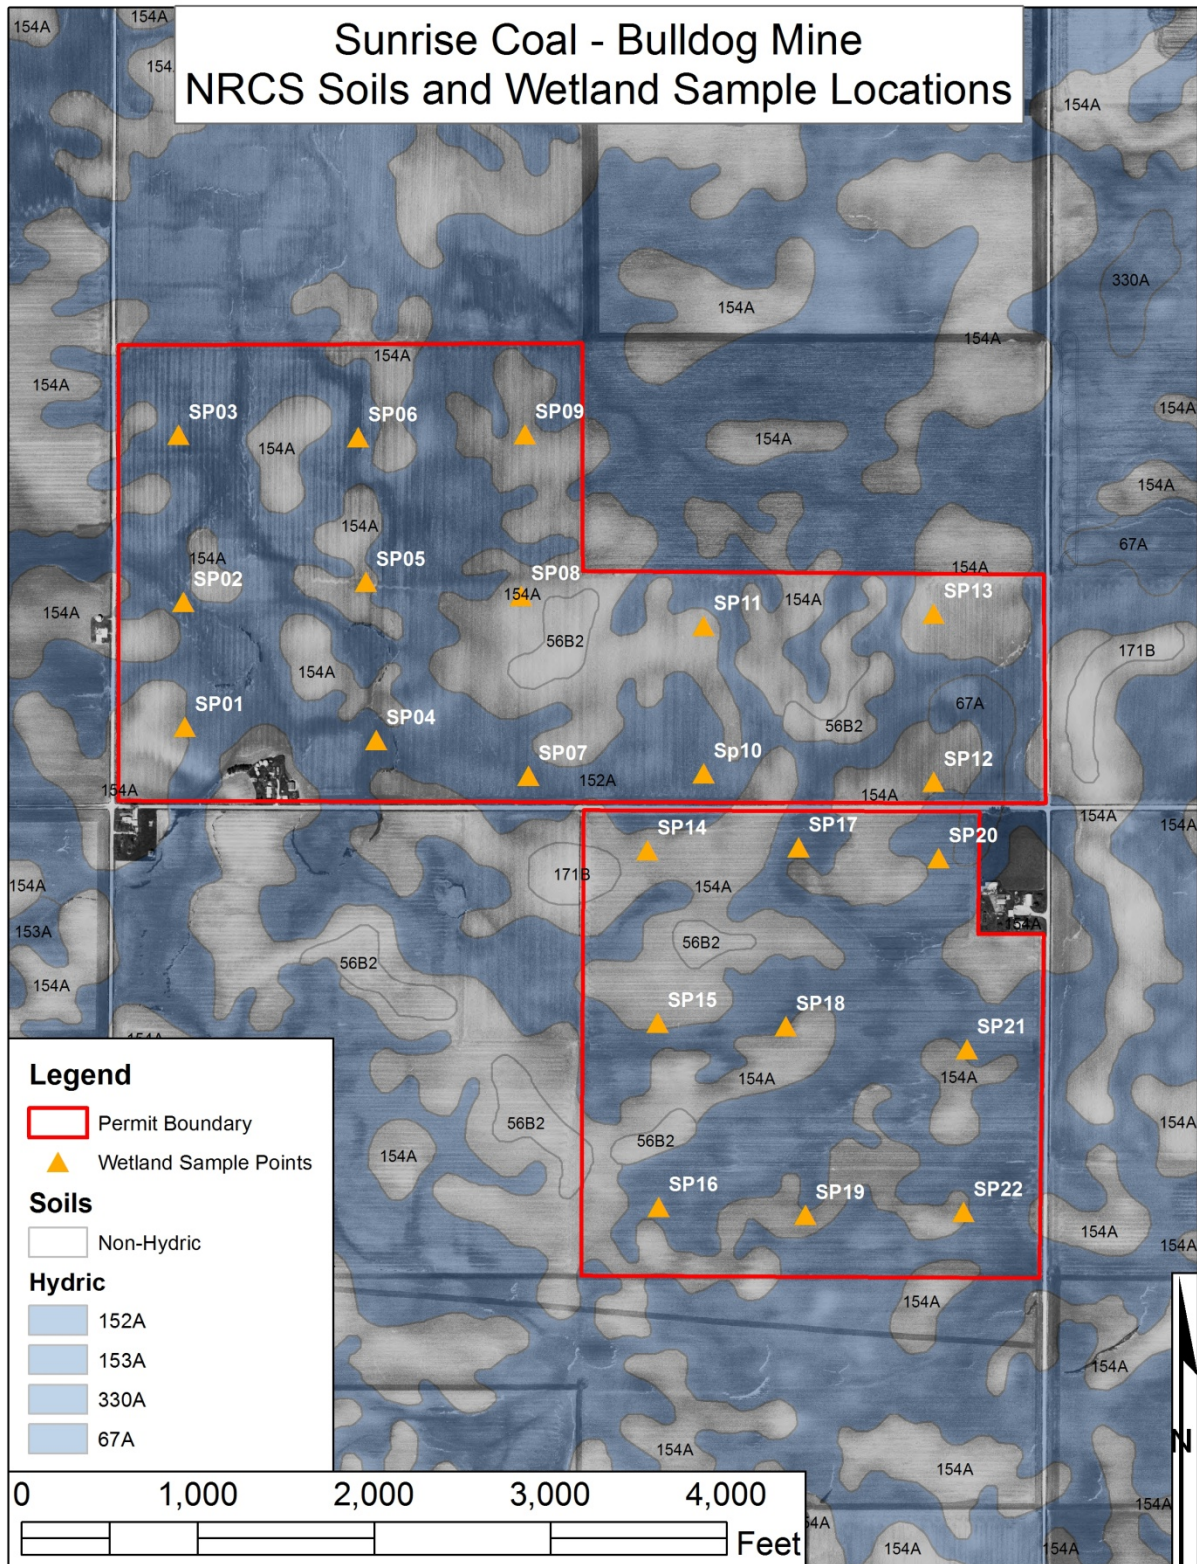 Sunrise Coal - Bulldog Mine
NRCS Soils and Wetland Sample Locations
154A
154A
154A
154A
330A
154A
154A
154A
154A
154A
SP03
SP06
SP09
154A
154A
154A
154A
67A
154A
SP05
154A
SP02
SP08
154A
154A
154A
SP13
154A
SP11
56B2
171B
154A
SP01
67A
56B2
SP04
SP07
152A
Sp10
SP12
154A
154A
154A
154A
SP14
SP17
SP20
171B
154A
154A
153A
154A
56B2
56B2
154A
154A
SP15
SP18
SP21
154A
154A
56B2
56B2
154A
154A
SP16
SP19
SP22
154A
154A
154A
154A
154A
154A
154A
154A
154A
154A
Legend
Permit Boundary
Wetland Sample Points
Soils
Non-Hydric
Hydric
152A
153A
330A
67A
N
0 1,000 2,000 3,000 4,000
Feet